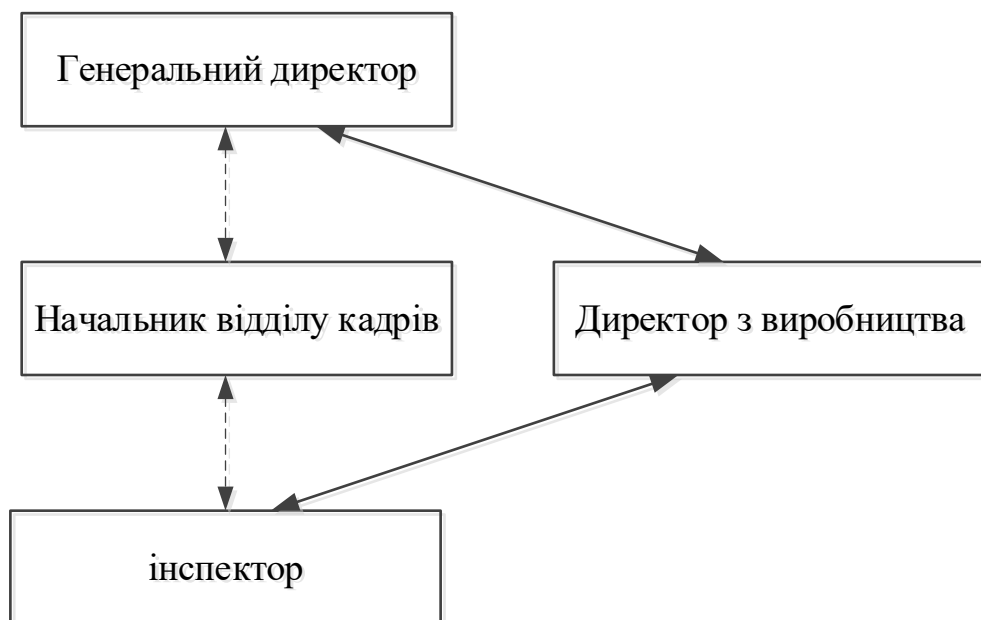 Генеральний директор
Начальник відділу кадрів
Директор з виробництва
інспектор